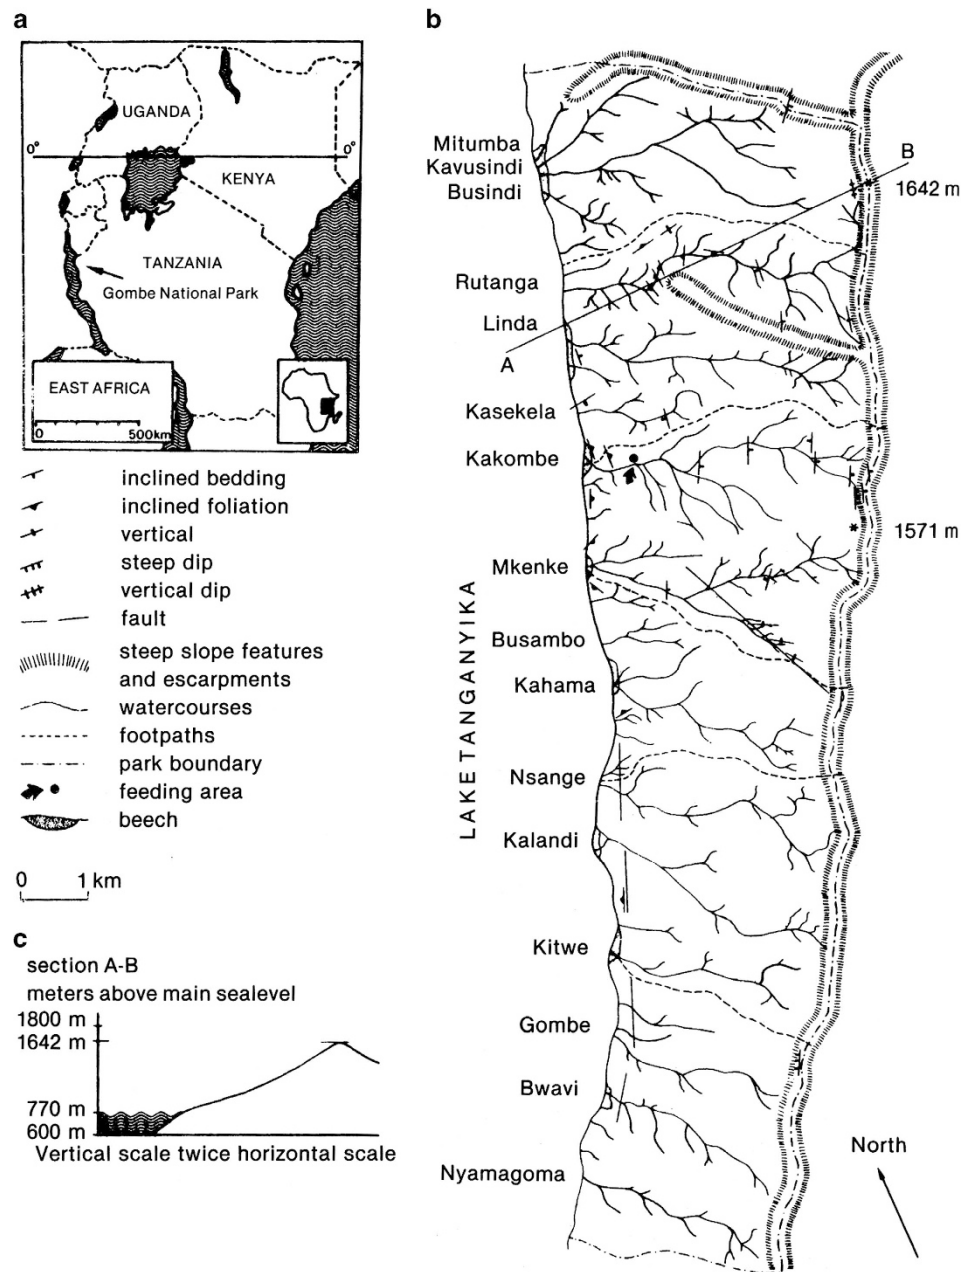 a
UGANDA
0°
0°
KENYA
TANZANIA
Gombe National Park
EAST AFRICA
0
500km
inclined bedding
inclined foliation
vertical
steep dip
vertical dip
fault
steep slope features
and escarpments
watercourses
footpaths
park boundary
feeding area
beech
0 1 km
c
section A-B
meters above main sealevel
1800 m
1642 m
770 m
600 m
Vertical scale twice horizontal scale
b
Mitumba
Kavusindi
Busindi
B
1642 m
Rutanga
Linda
A
Kasekela
Kakombe
1571 m
Mkenke
Busambo
Kahama
LAKE TANGANYIKA
Nsange
Kalandi
Kitwe
Gombe
Bwavi
Nyamagoma
North